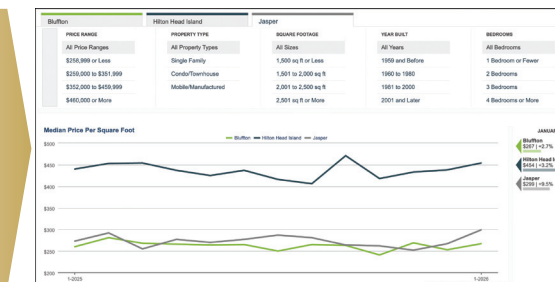 Bluffton Hilton Head Island Jasper
PRICE RANGE PROPERTY TYPE SQUARE FOOTAGE YEAR BUILT BEDROOMS
All Price Ranges All Property Types All Sizes All Years All Bedrooms
$258,999 or Less Single Family 1,500 sq ft or Less 1959 and Before 1 Bedroom or Fewer
$259,000 to $351,999 Condo/Townhouse 1,501 to 2,000 sq ft 1960 to 1980 2 Bedrooms
$352,000 to $459,999 Mobile/Manufactured 2,001 to 2,500 sq ft 1981 to 2000 3 Bedrooms
$460,000 or More 2,501 sq ft or More 2001 and Later 4 Bedrooms or More
Median Price Per Square Foot
Bluffton Hilton Head Island Jasper
JANUAR
Bluffton
$267 | +2.7%
Hilton Head I
$454 | +3.2%
Jasper
$299 | +9.5%
$500
$450
$400
$350
$300
$250
$200
1-2025 1-2026